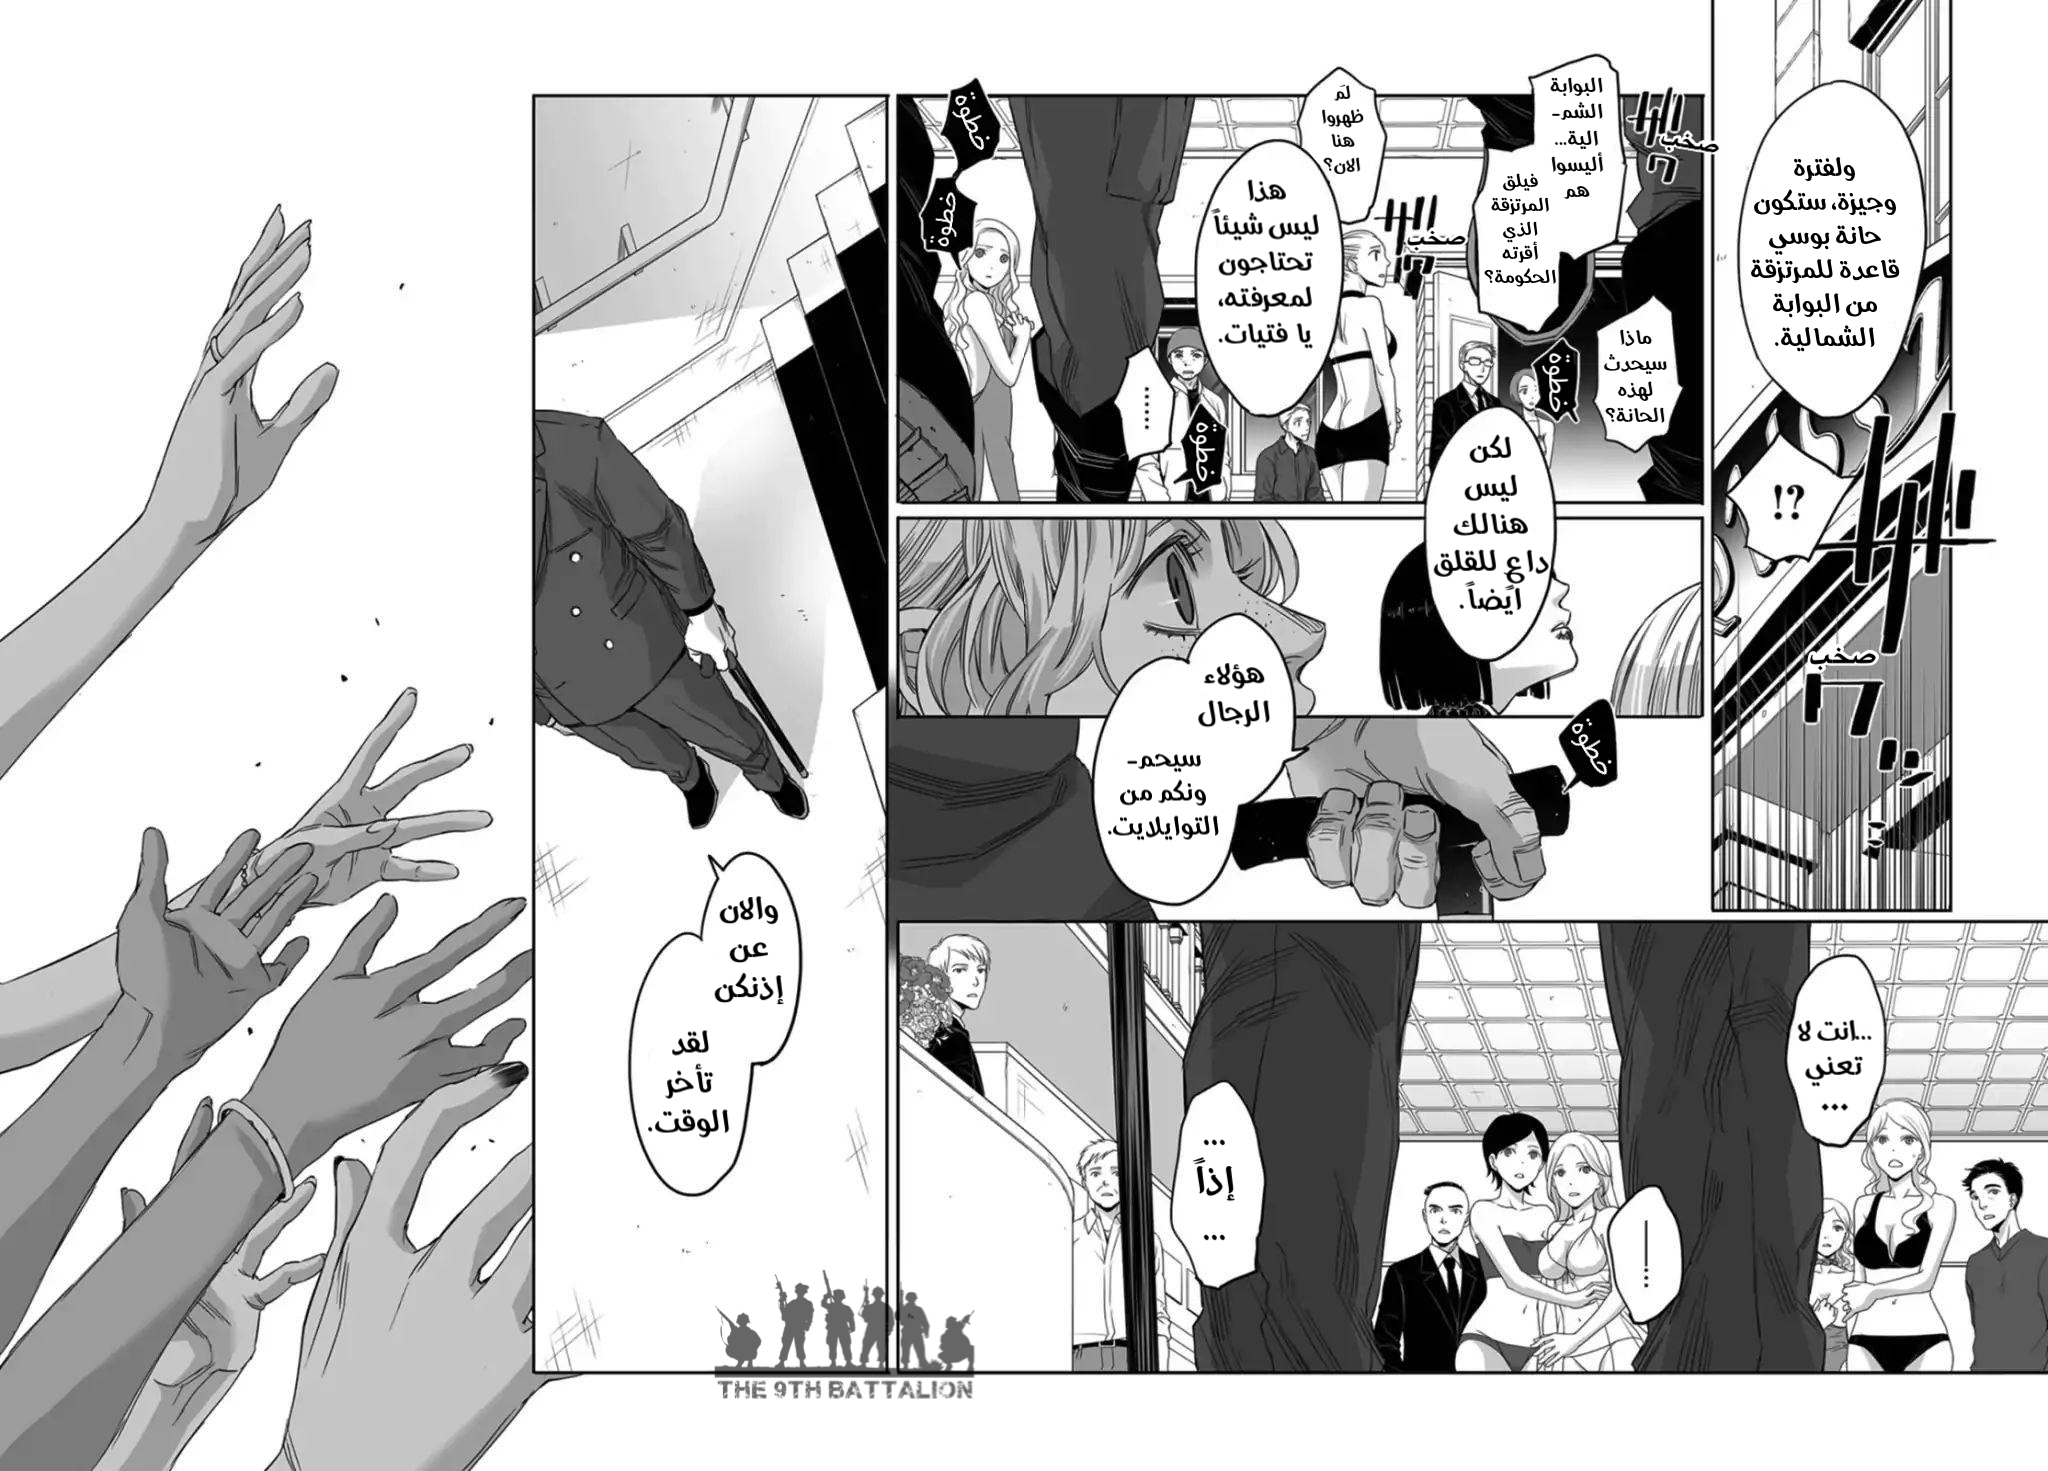 ولفترة
وجيزة، ستكون
حانة بوسي
قاعدة للمرتزقة
من البوابة
الشمالية.
!?
صخب
البوابة
الشم-
الية...
أليسوا
هم
فيلق
المرتزقة
الذي
أقرته
الحكومة؟
صخب
لمَ
ظهروا
هنا
الان؟
صخب
ماذا
سيحدث
لهذه
الحانة؟
خطوة
هذا
ليس شيئاً
تحتاجون
لمعرفته،
يا فتيات.
......
خطوة
خطوة
خطوة
لكن
ليس
هنالك
داعٍ للقلق
أيضاً.
هؤلاء
الرجال
سيحم-
ونكم من
التوايلايت.
خطوة
...انت لا
تعني
...
...
إذاً
...
والان
عن
إذنكن
لقد
تأخر
الوقت.
THE 9TH BATTALION